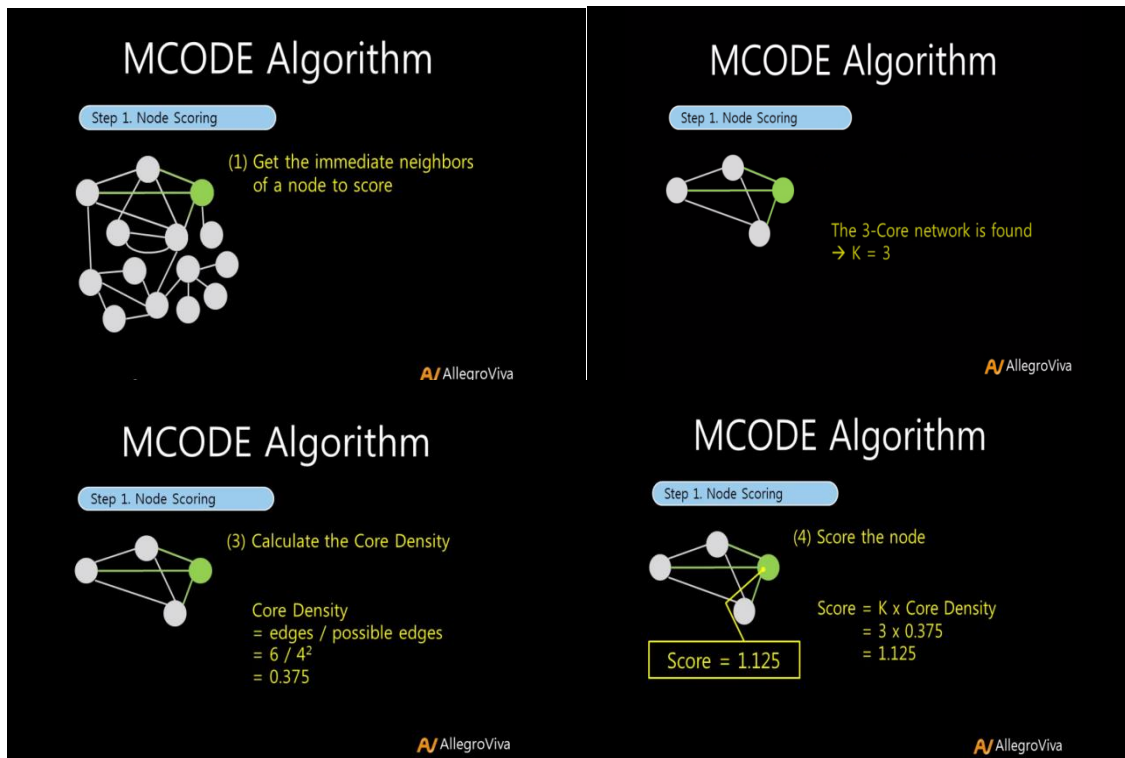 MCODE Algorithm
Step 1. Node Scoring
(1) Get the immediate neighbors
of a node to score
AllegroViva
MCODE Algorithm
Step 1. Node Scoring
The 3-Core network is found
→ K = 3
AllegroViva
MCODE Algorithm
Step 1. Node Scoring
(3) Calculate the Core Density
Core Density
= edges / possible edges
= 6 / 4²
= 0.375
AllegroViva
MCODE Algorithm
Step 1. Node Scoring
(4) Score the node
Score = K x Core Density
= 3 x 0.375
= 1.125
Score = 1.125
AllegroViva